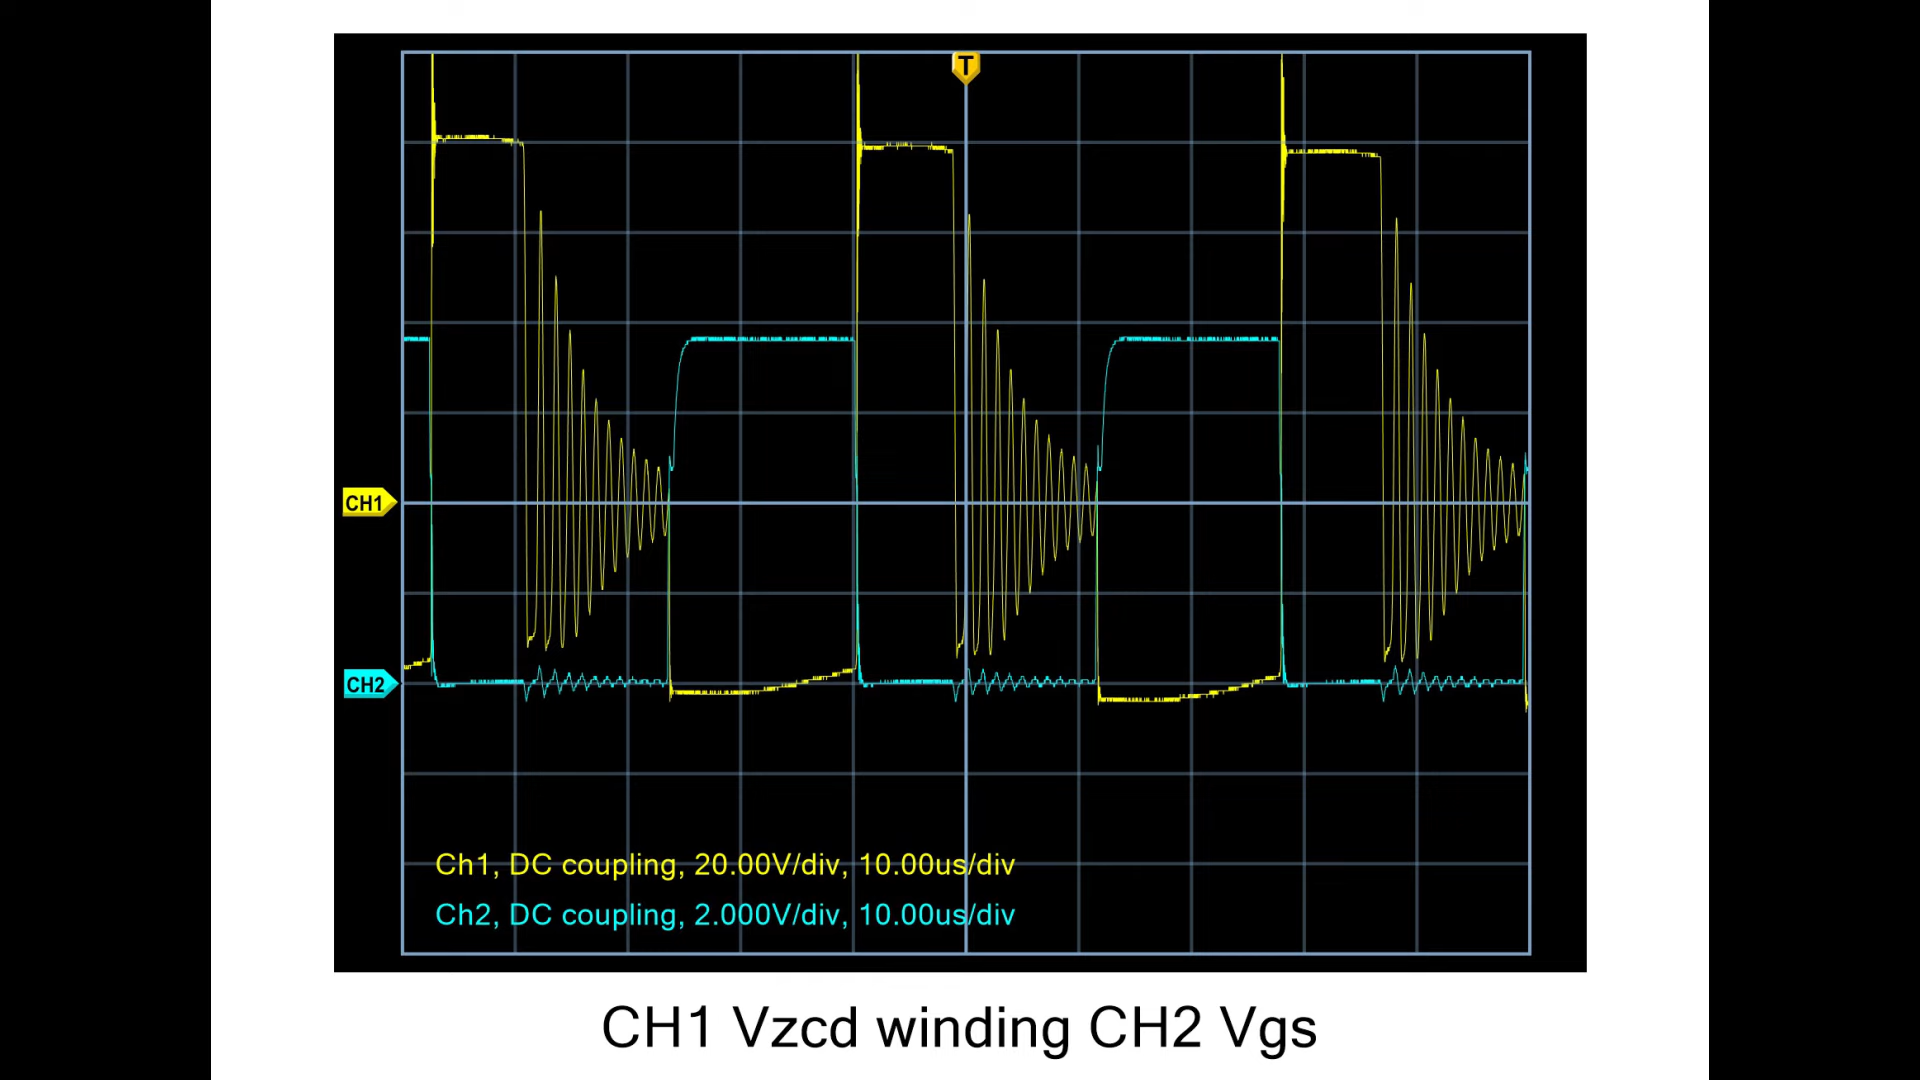 T
CH1
CH2
Ch1, DC coupling, 20.00V/div, 10.00us/div
Ch2, DC coupling, 2.000V/div, 10.00us/div
CH1 Vzcd winding CH2 Vgs